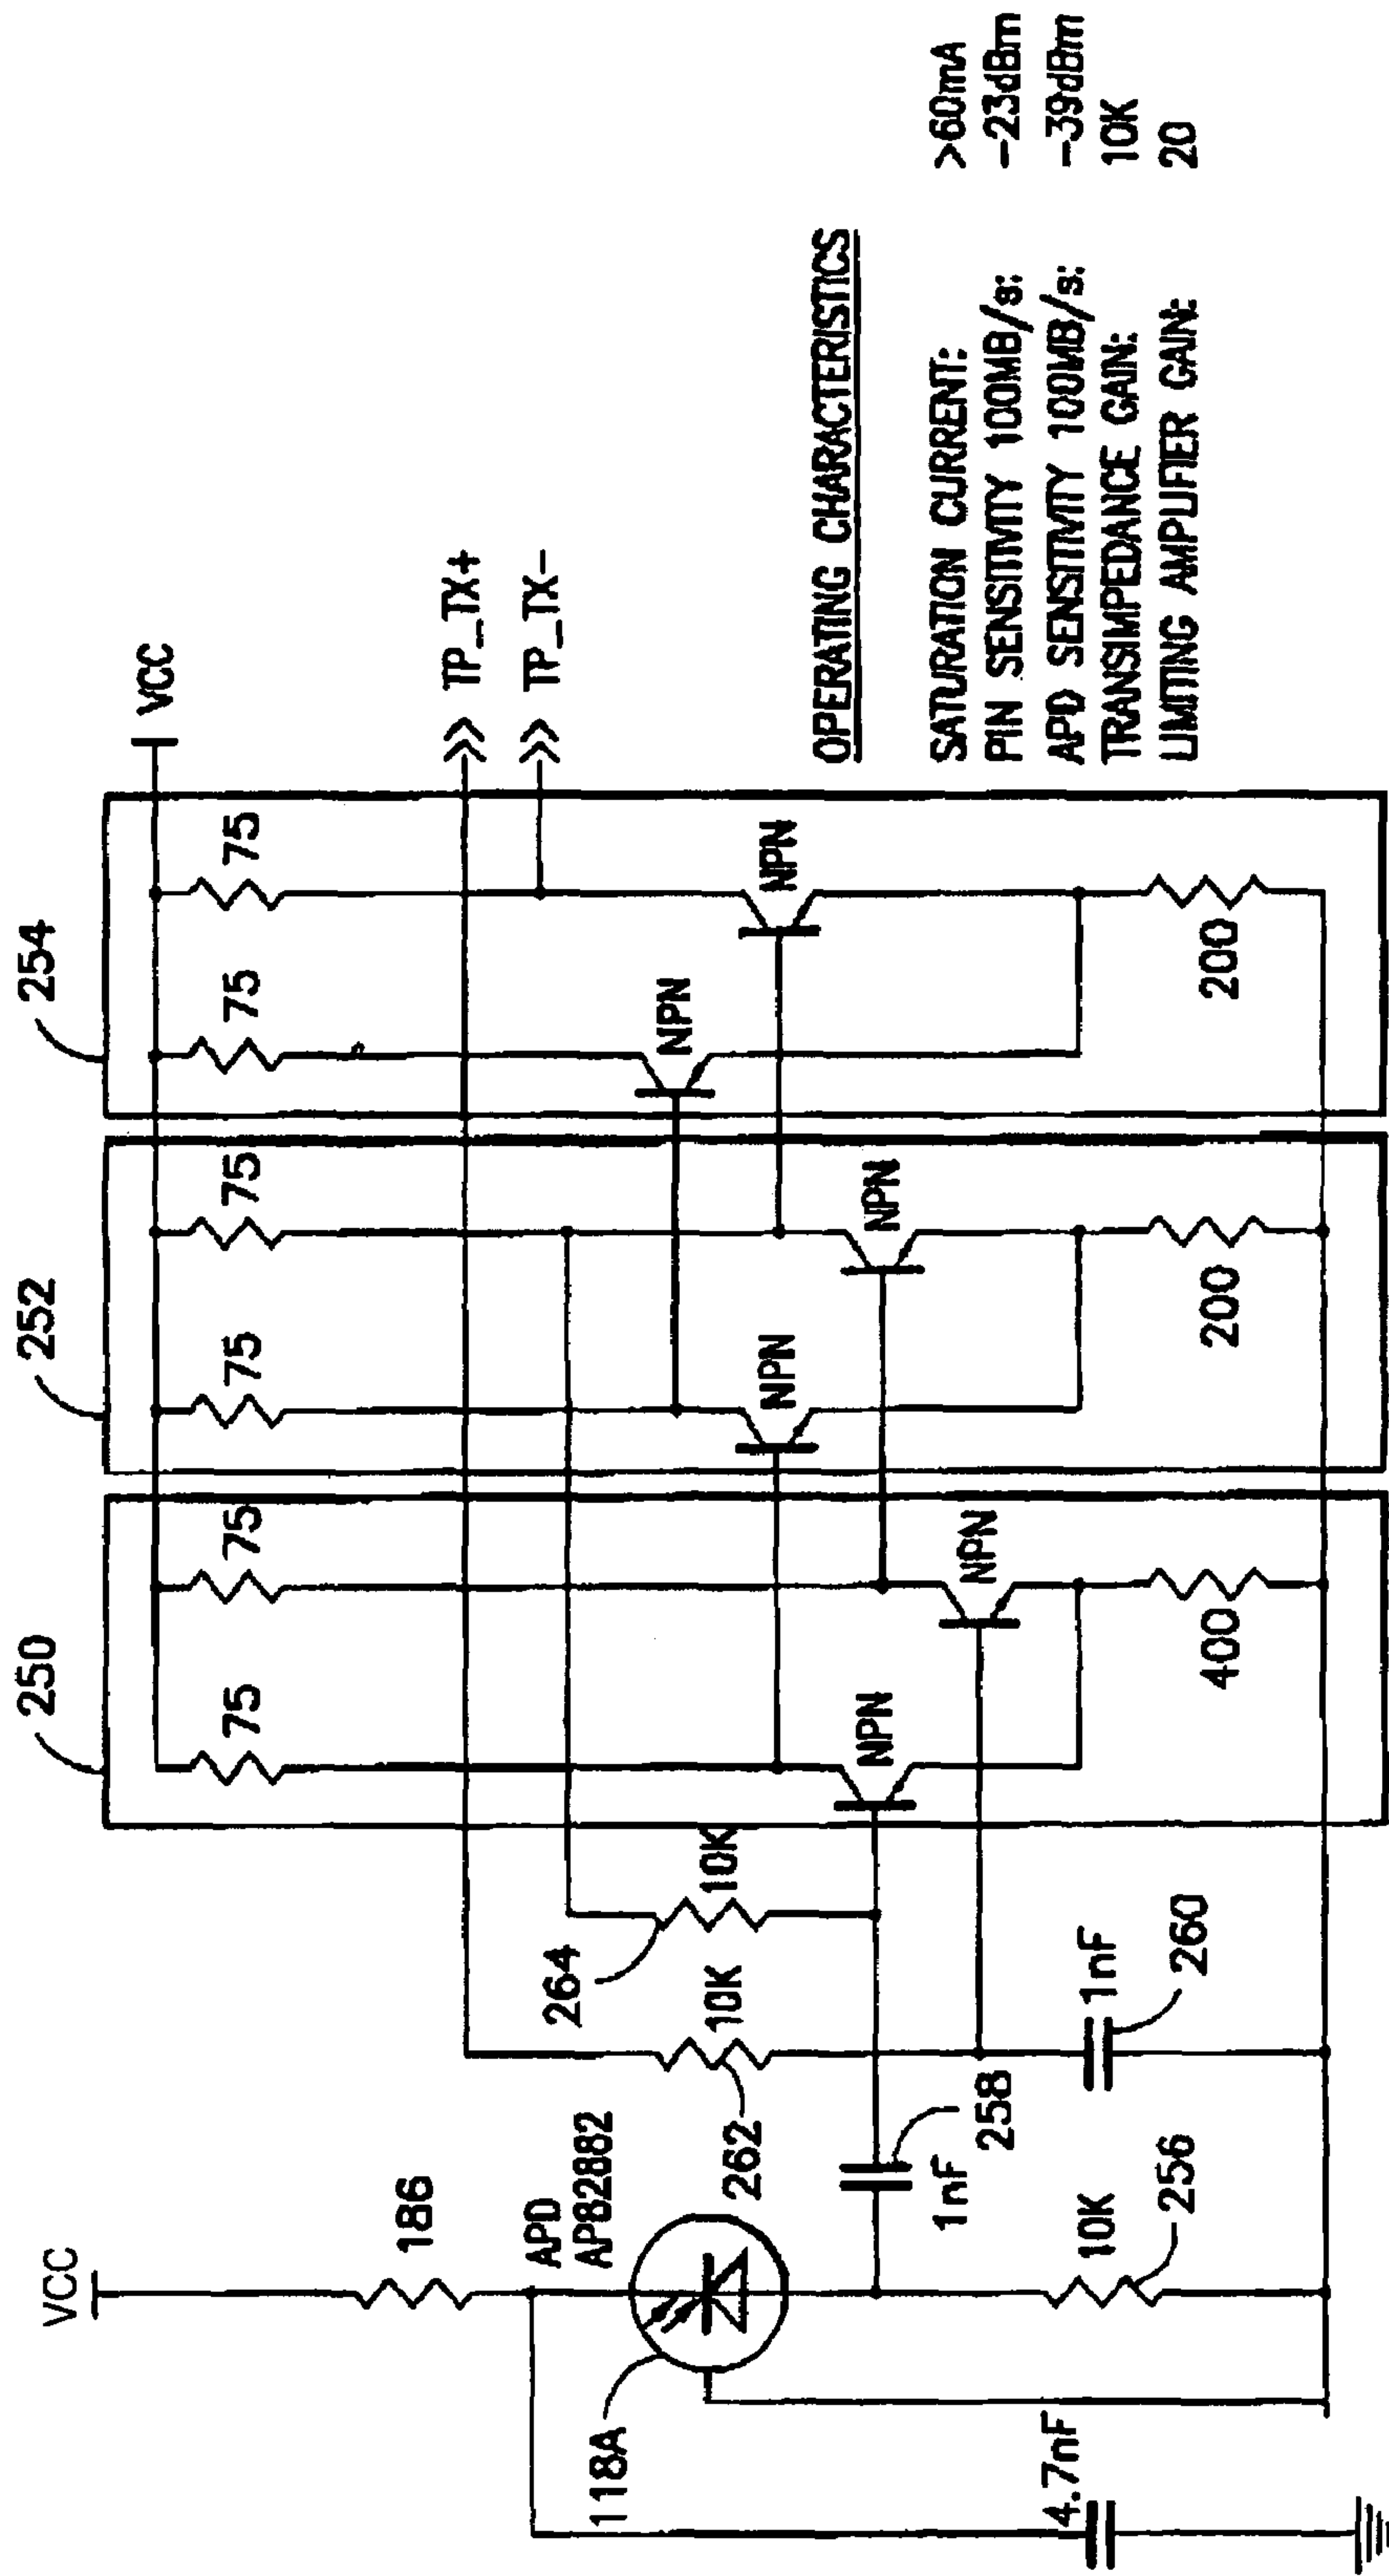 250
252
254
VCC
VCC
75
75
75
75
75
75
186
TP_TX+
TP_TX-
APD
APB2882
118A
262
10K
264
10K
NPN
NPN
NPN
NPN
NPN
NPN
1nF
258
1nF
260
10K
256
4.7nF
400
200
200
OPERATING CHARACTERISTICS
SATURATION CURRENT: >60mA
PIN SENSITIVITY 100MB/s: -23dBm
APD SENSITIVITY 100MB/s: -39dBm
TRANSIMPEDANCE GAIN: 10K
LIMITING AMPLIFIER GAIN: 20